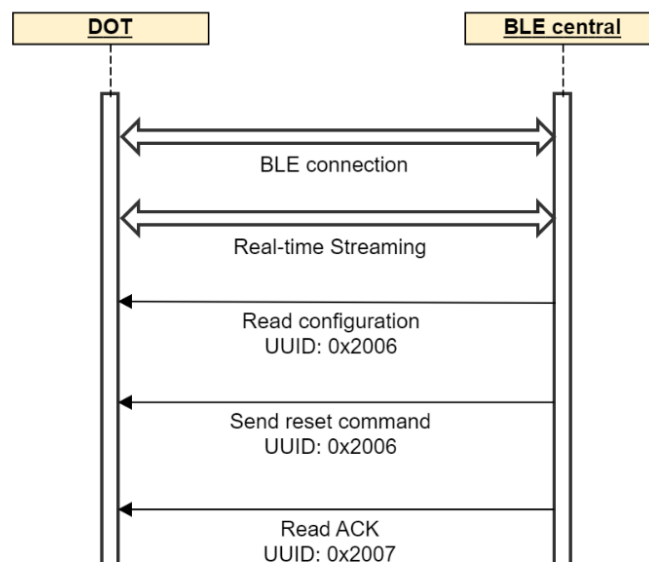 DOT
BLE central
BLE connection
Real-time Streaming
Read configuration
UUID: 0x2006
Send reset command
UUID: 0x2006
Read ACK
UUID: 0x2007